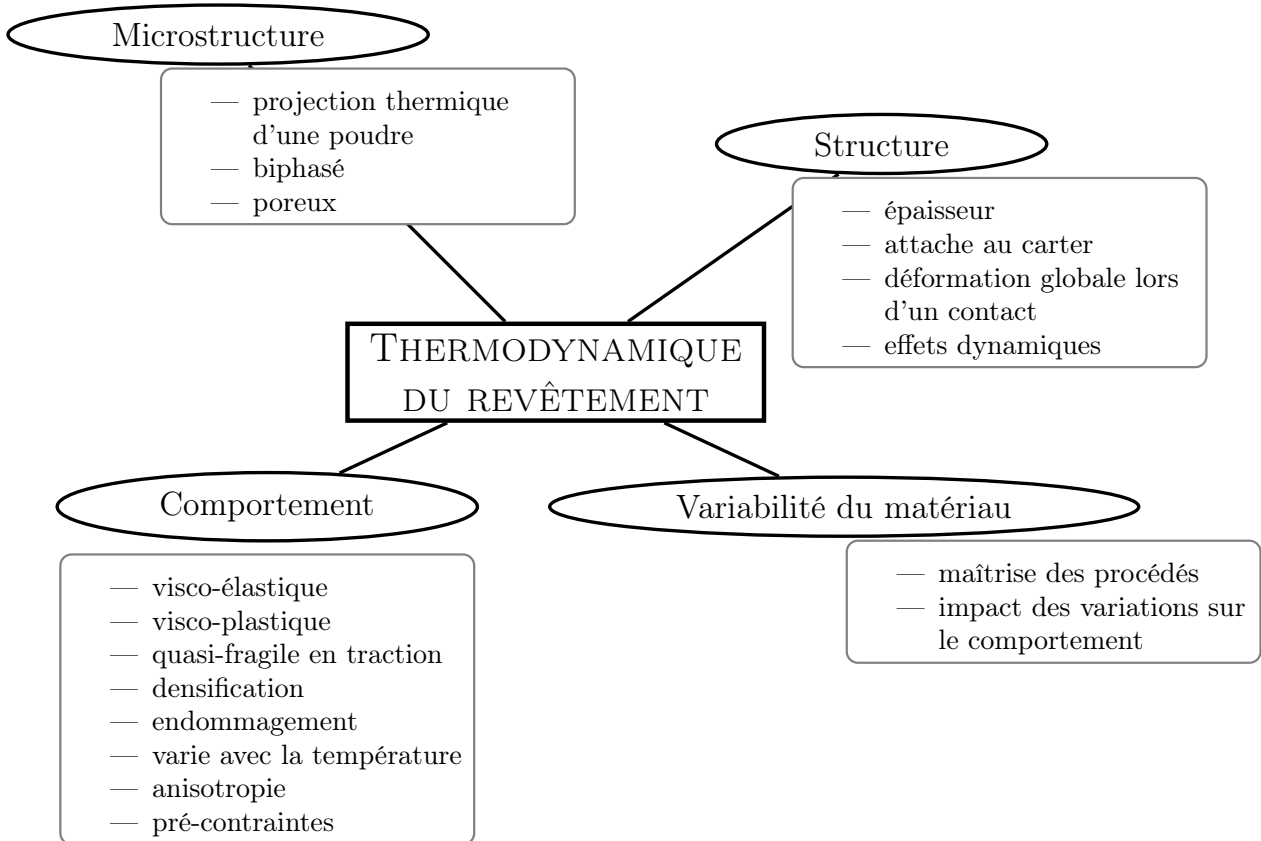 Microstructure
— projection thermique
d'une poudre
— biphasé
— poreux
Structure
— épaisseur
— attache au carter
— déformation globale lors
d'un contact
— effets dynamiques
THERMODYNAMIQUE
DU REVÊTEMENT
Comportement
— visco-élastique
— visco-plastique
— quasi-fragile en traction
— densification
— endommagement
— varie avec la température
— anisotropie
— pré-contraintes
Variabilité du matériau
— maîtrise des procédés
— impact des variations sur
le comportement